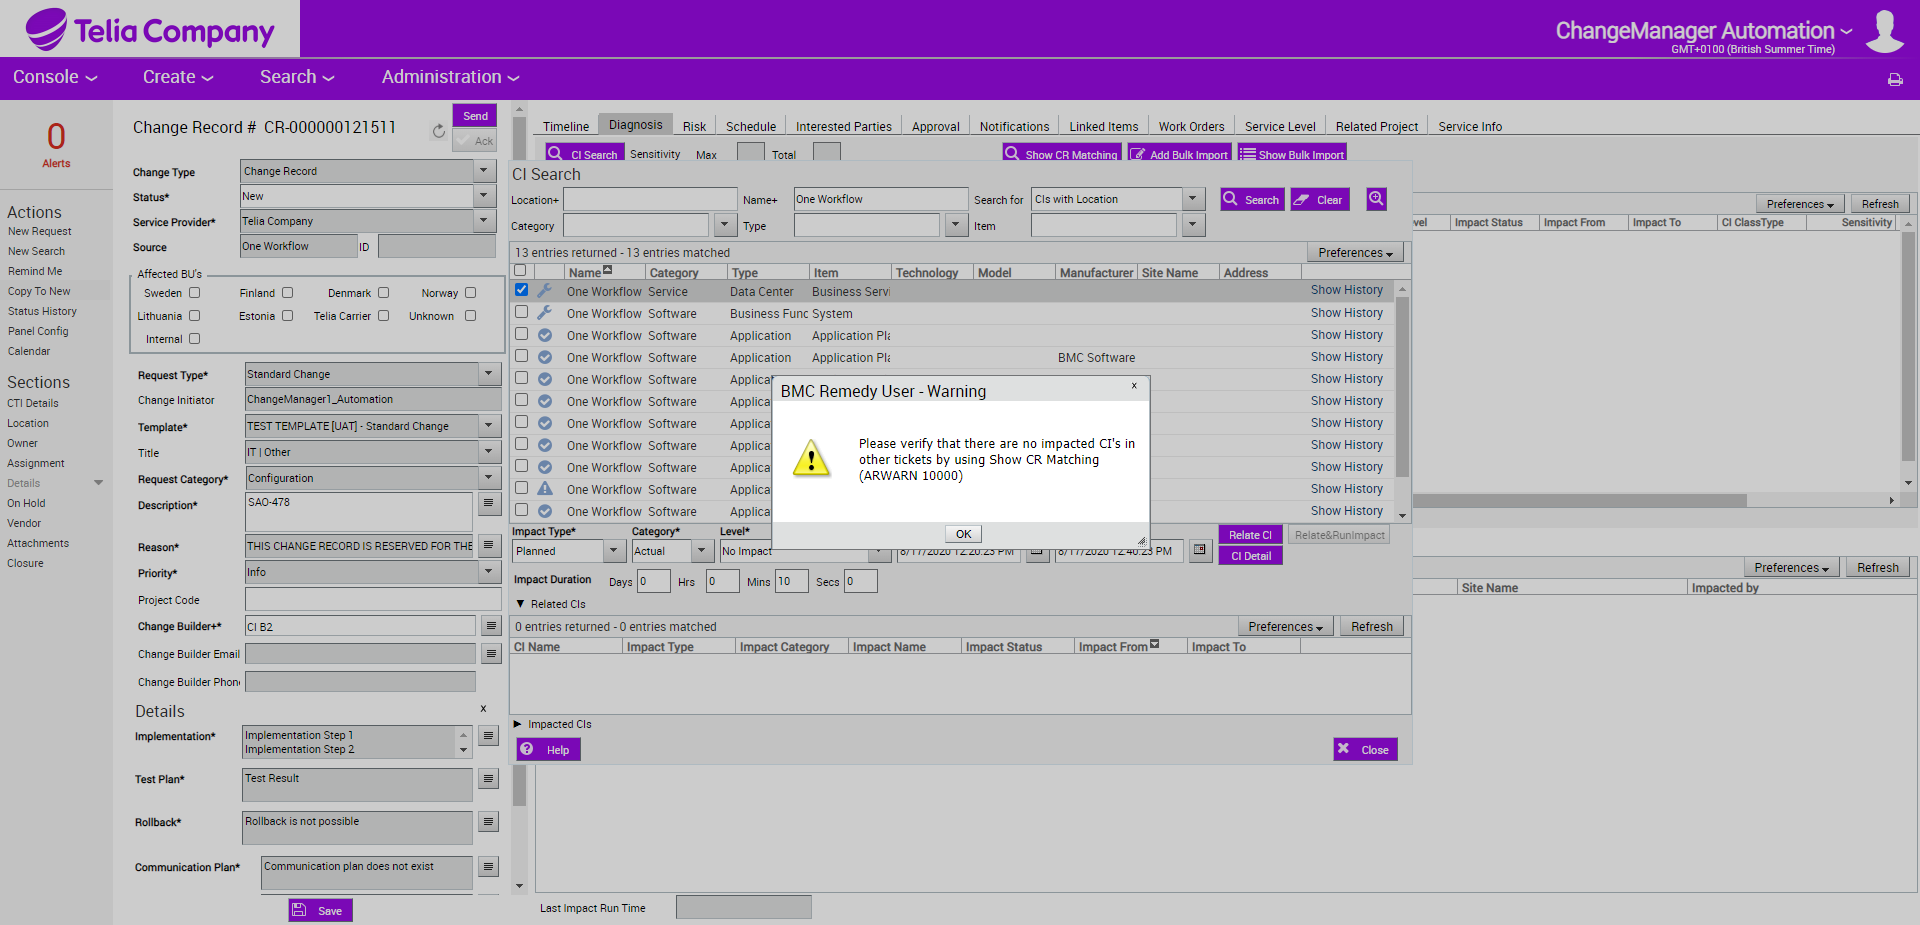 Telia Company
ChangeManager Automation
GMT+0100 (British Summer Time)
Console
Create
Search
Administration
0
Alerts
Actions
New Request
New Search
Remind Me
Copy To New
Status History
Panel Config
Calendar
Sections
CTI Details
Location
Owner
Assignment
Details
On Hold
Vendor
Attachments
Closure
Change Record # CR-000000121511
Send
Ack
Change Type Change Record
Status* New
Service Provider* Telia Company
Source One Workflow ID
Affected BU's
Sweden Finland Denmark Norway
Lithuania Estonia Telia Carrier Unknown
Internal
Request Type* Standard Change
Change Initiator ChangeManager1_Automation
Template* TEST TEMPLATE [UAT] - Standard Change
Title IT | Other
Request Category* Configuration
Description* SAO-478
Reason* THIS CHANGE RECORD IS RESERVED FOR THE
Priority* Info
Project Code
Change Builder+* CI B2
Change Builder Email
Change Builder Phon
Details x
Implementation* Implementation Step 1
Implementation Step 2
Test Plan* Test Result
Rollback* Rollback is not possible
Communication Plan* Communication plan does not exist
Save
Timeline Diagnosis Risk Schedule Interested Parties Approval Notifications Linked Items Work Orders Service Level Related Project Service Info
CI Search Sensitivity Max Total Show CR Matching Add Bulk Import Show Bulk Import
CI Search
Location+ Name+ One Workflow Search for CIs with Location Search Clear
Category Type Item
13 entries returned - 13 entries matched Preferences
Name Category Type Item Technology Model Manufacturer Site Name Address
One Workflow Service Data Center Business Servi Show History
One Workflow Software Business Func System Show History
One Workflow Software Application Application Pla Show History
One Workflow Software Application Application Pla BMC Software Show History
One Workflow Software Applicat Show History
One Workflow Software Applica Show History
One Workflow Software Applica Show History
One Workflow Software Applica Show History
One Workflow Software Applica Show History
One Workflow Software Applica Show History
One Workflow Software Applica Show History
BMC Remedy User - Warning x
Please verify that there are no impacted CI's in
other tickets by using Show CR Matching
(ARWARN 10000)
OK
Impact Type* Category* Level*
Planned Actual No Impact 8/17/2020 12:20:23 PM 8/17/2020 12:40:23 PM
Relate CI Relate&RunImpact
CI Detail
Impact Duration Days 0 Hrs 0 Mins 10 Secs 0
Related CIs
0 entries returned - 0 entries matched Preferences Refresh
CI Name Impact Type Impact Category Impact Name Impact Status Impact From Impact To
Impacted CIs
Help Close
Preferences Refresh
vel Impact Status Impact From Impact To CI ClassType Sensitivity
Preferences Refresh
Site Name Impacted by
Last Impact Run Time